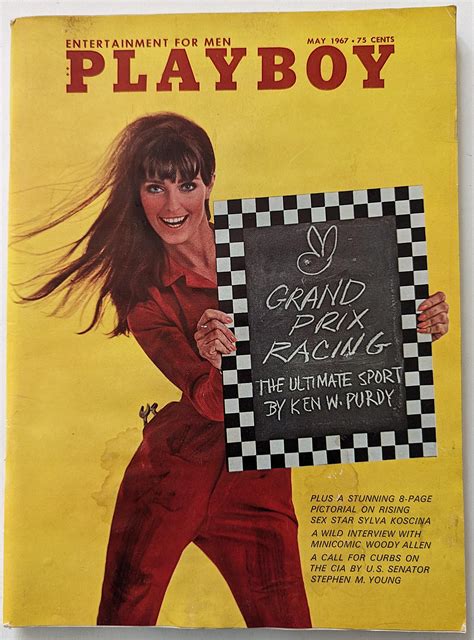 ENTERTAINMENT FOR MEN
MAY 1967 • 75 CENTS
PLAYBOY
GRAND
PRIX
RACING
THE ULTIMATE SPORT
BY KEN W. PURDY
PLUS A STUNNING 8-PAGE
PICTORIAL ON RISING
SEX STAR SYLVA KOSCINA
A WILD INTERVIEW WITH
MINICOMIC WOODY ALLEN
A CALL FOR CURBS ON
THE CIA BY U.S. SENATOR
STEPHEN M. YOUNG